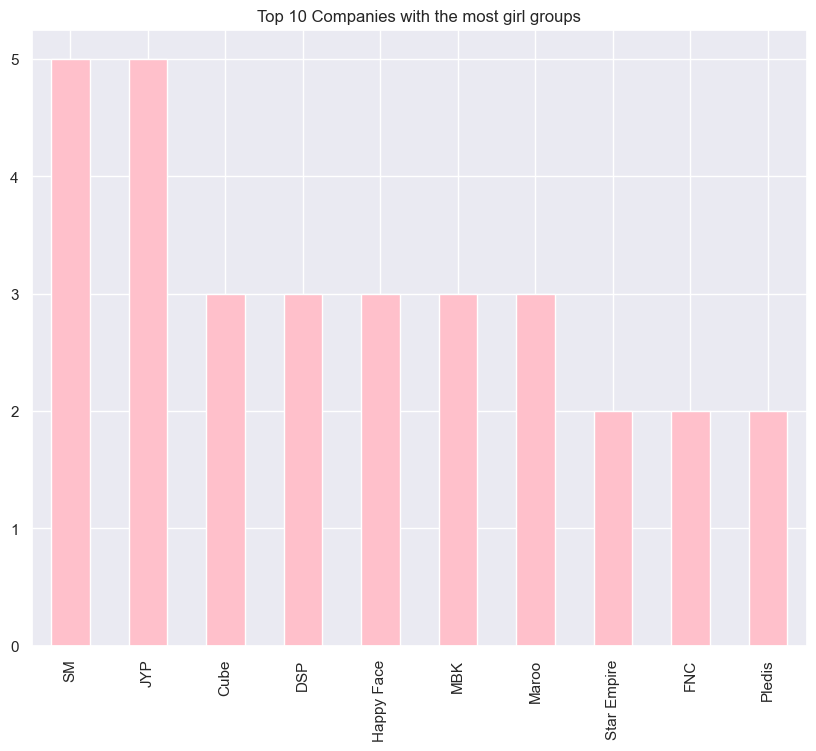 Top 10 Companies with the most girl groups
5
4
3
2
1
0
SM
JYP
Cube
DSP
Happy Face
MBK
Maroo
Star Empire
FNC
Pledis